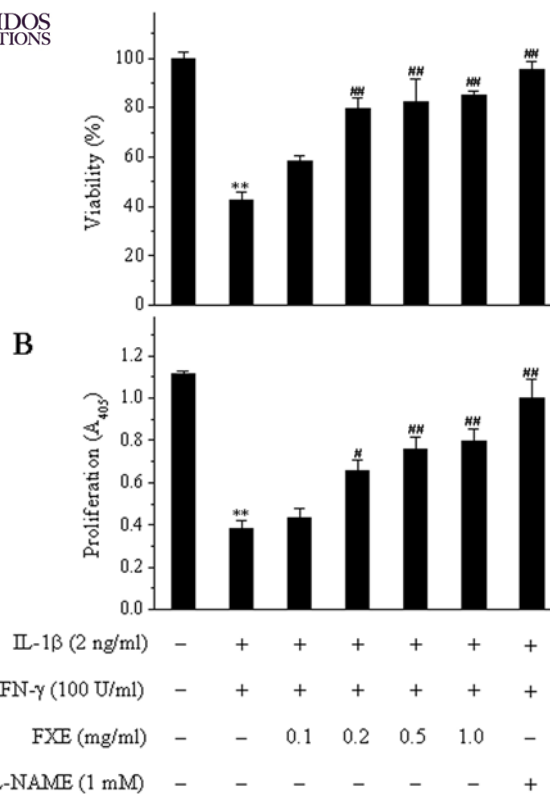 IDOS
TIONS
100
80
60
40
20
0
Viability (%)
**
##
##
##
##
B
1.2
1.0
0.8
0.6
0.4
0.2
0.0
Proliferation (A405)
**
#
##
##
##
IL-1β (2 ng/ml) − + + + + + +
FN-γ (100 U/ml) − + + + + + +
FXE (mg/ml) − − 0.1 0.2 0.5 1.0 −
L-NAME (1 mM) − − − − − − +